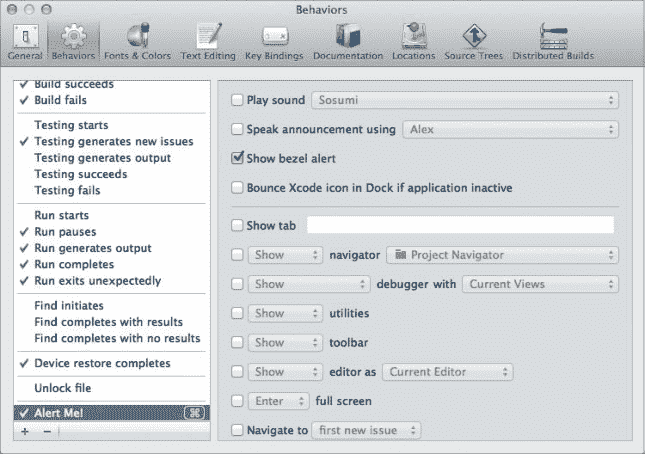 Behaviors
General Behaviors Fonts & Colors Text Editing Key Bindings Documentation Locations Source Trees Distributed Builds
Build succeeds
Build fails
Testing starts
Testing generates new issues
Testing generates output
Testing succeeds
Testing fails
Run starts
Run pauses
Run generates output
Run completes
Run exits unexpectedly
Find initiates
Find completes with results
Find completes with no results
Device restore completes
Unlock file
Alert Me! ⌘
+ −
Play sound Sosumi
Speak announcement using Alex
Show bezel alert
Bounce Xcode icon in Dock if application inactive
Show tab
Show navigator Project Navigator
Show debugger with Current Views
Show utilities
Show toolbar
Show editor as Current Editor
Enter full screen
Navigate to first new issue